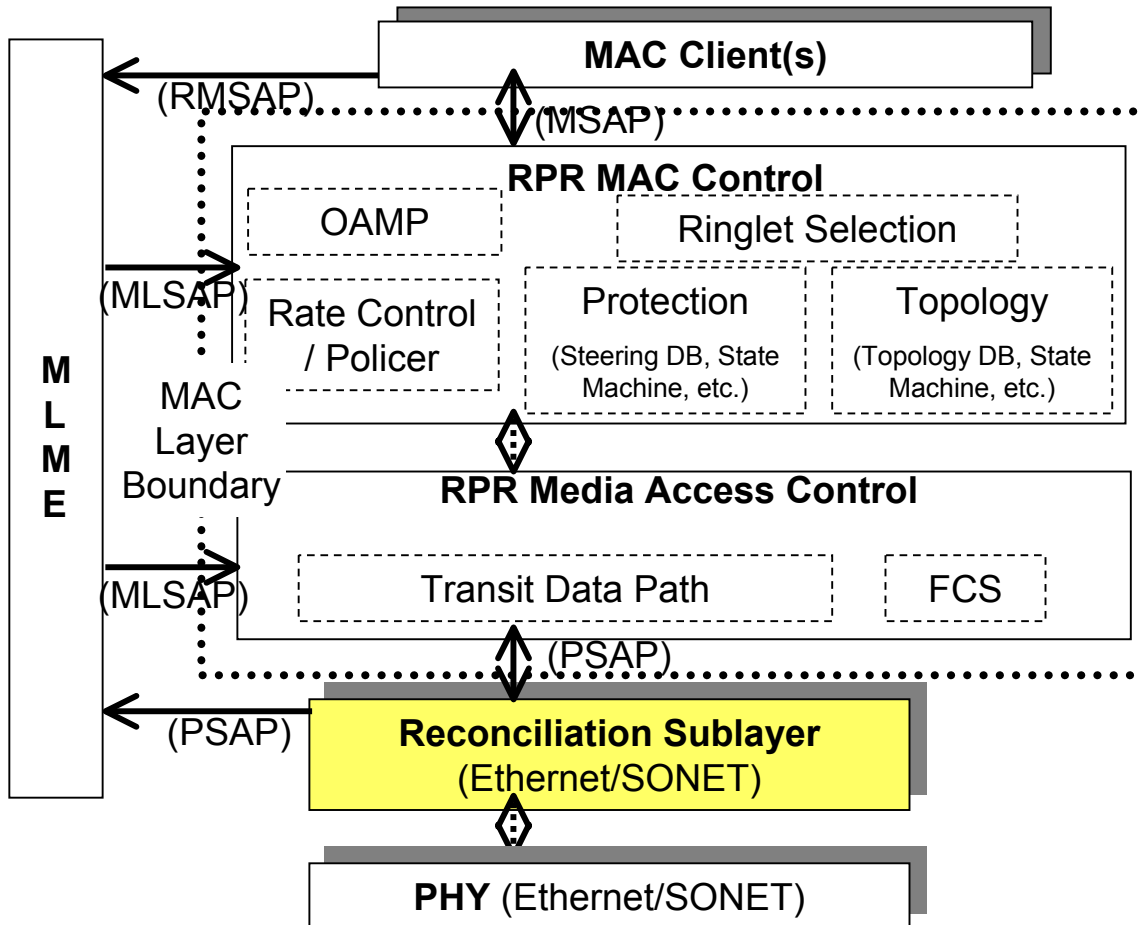 MAC Client(s)
(RMSAP)
(MSAP)
RPR MAC Control
OAMP
Ringlet Selection
(MLSAP)
Rate Control
/ Policer
Protection
(Steering DB, State
Machine, etc.)
Topology
(Topology DB, State
Machine, etc.)
M
L
M
E
MAC
Layer
Boundary
RPR Media Access Control
(MLSAP)
Transit Data Path
FCS
(PSAP)
(PSAP)
Reconciliation Sublayer
(Ethernet/SONET)
PHY (Ethernet/SONET)